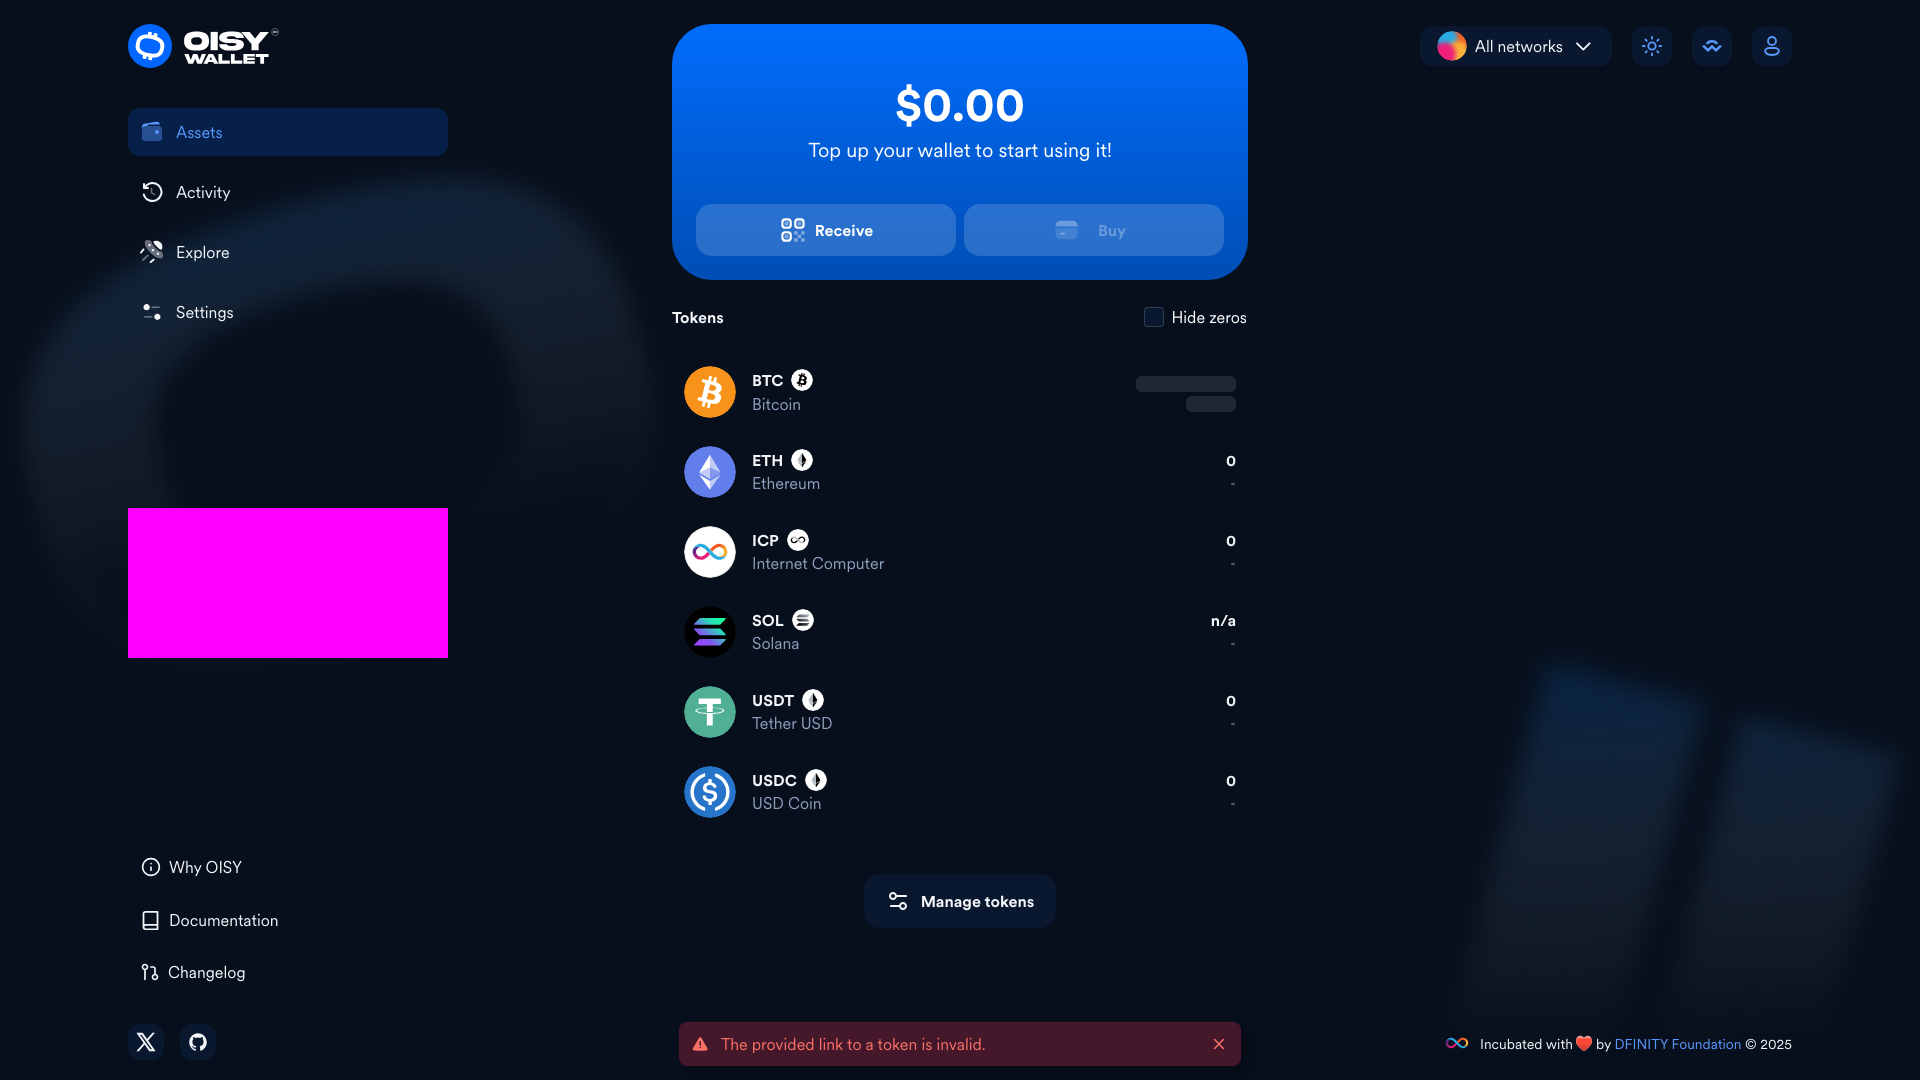 OISY
WALLET
All networks
Assets
Activity
Explore
Settings
$0.00
Top up your wallet to start using it!
Receive
Buy
Tokens
Hide zeros
BTC
Bitcoin
ETH
0
Ethereum
-
ICP
0
Internet Computer
-
SOL
n/a
Solana
-
USDT
0
Tether USD
-
USDC
0
USD Coin
-
Manage tokens
Why OISY
Documentation
Changelog
The provided link to a token is invalid.
Incubated with ❤️ by DFINITY Foundation © 2025